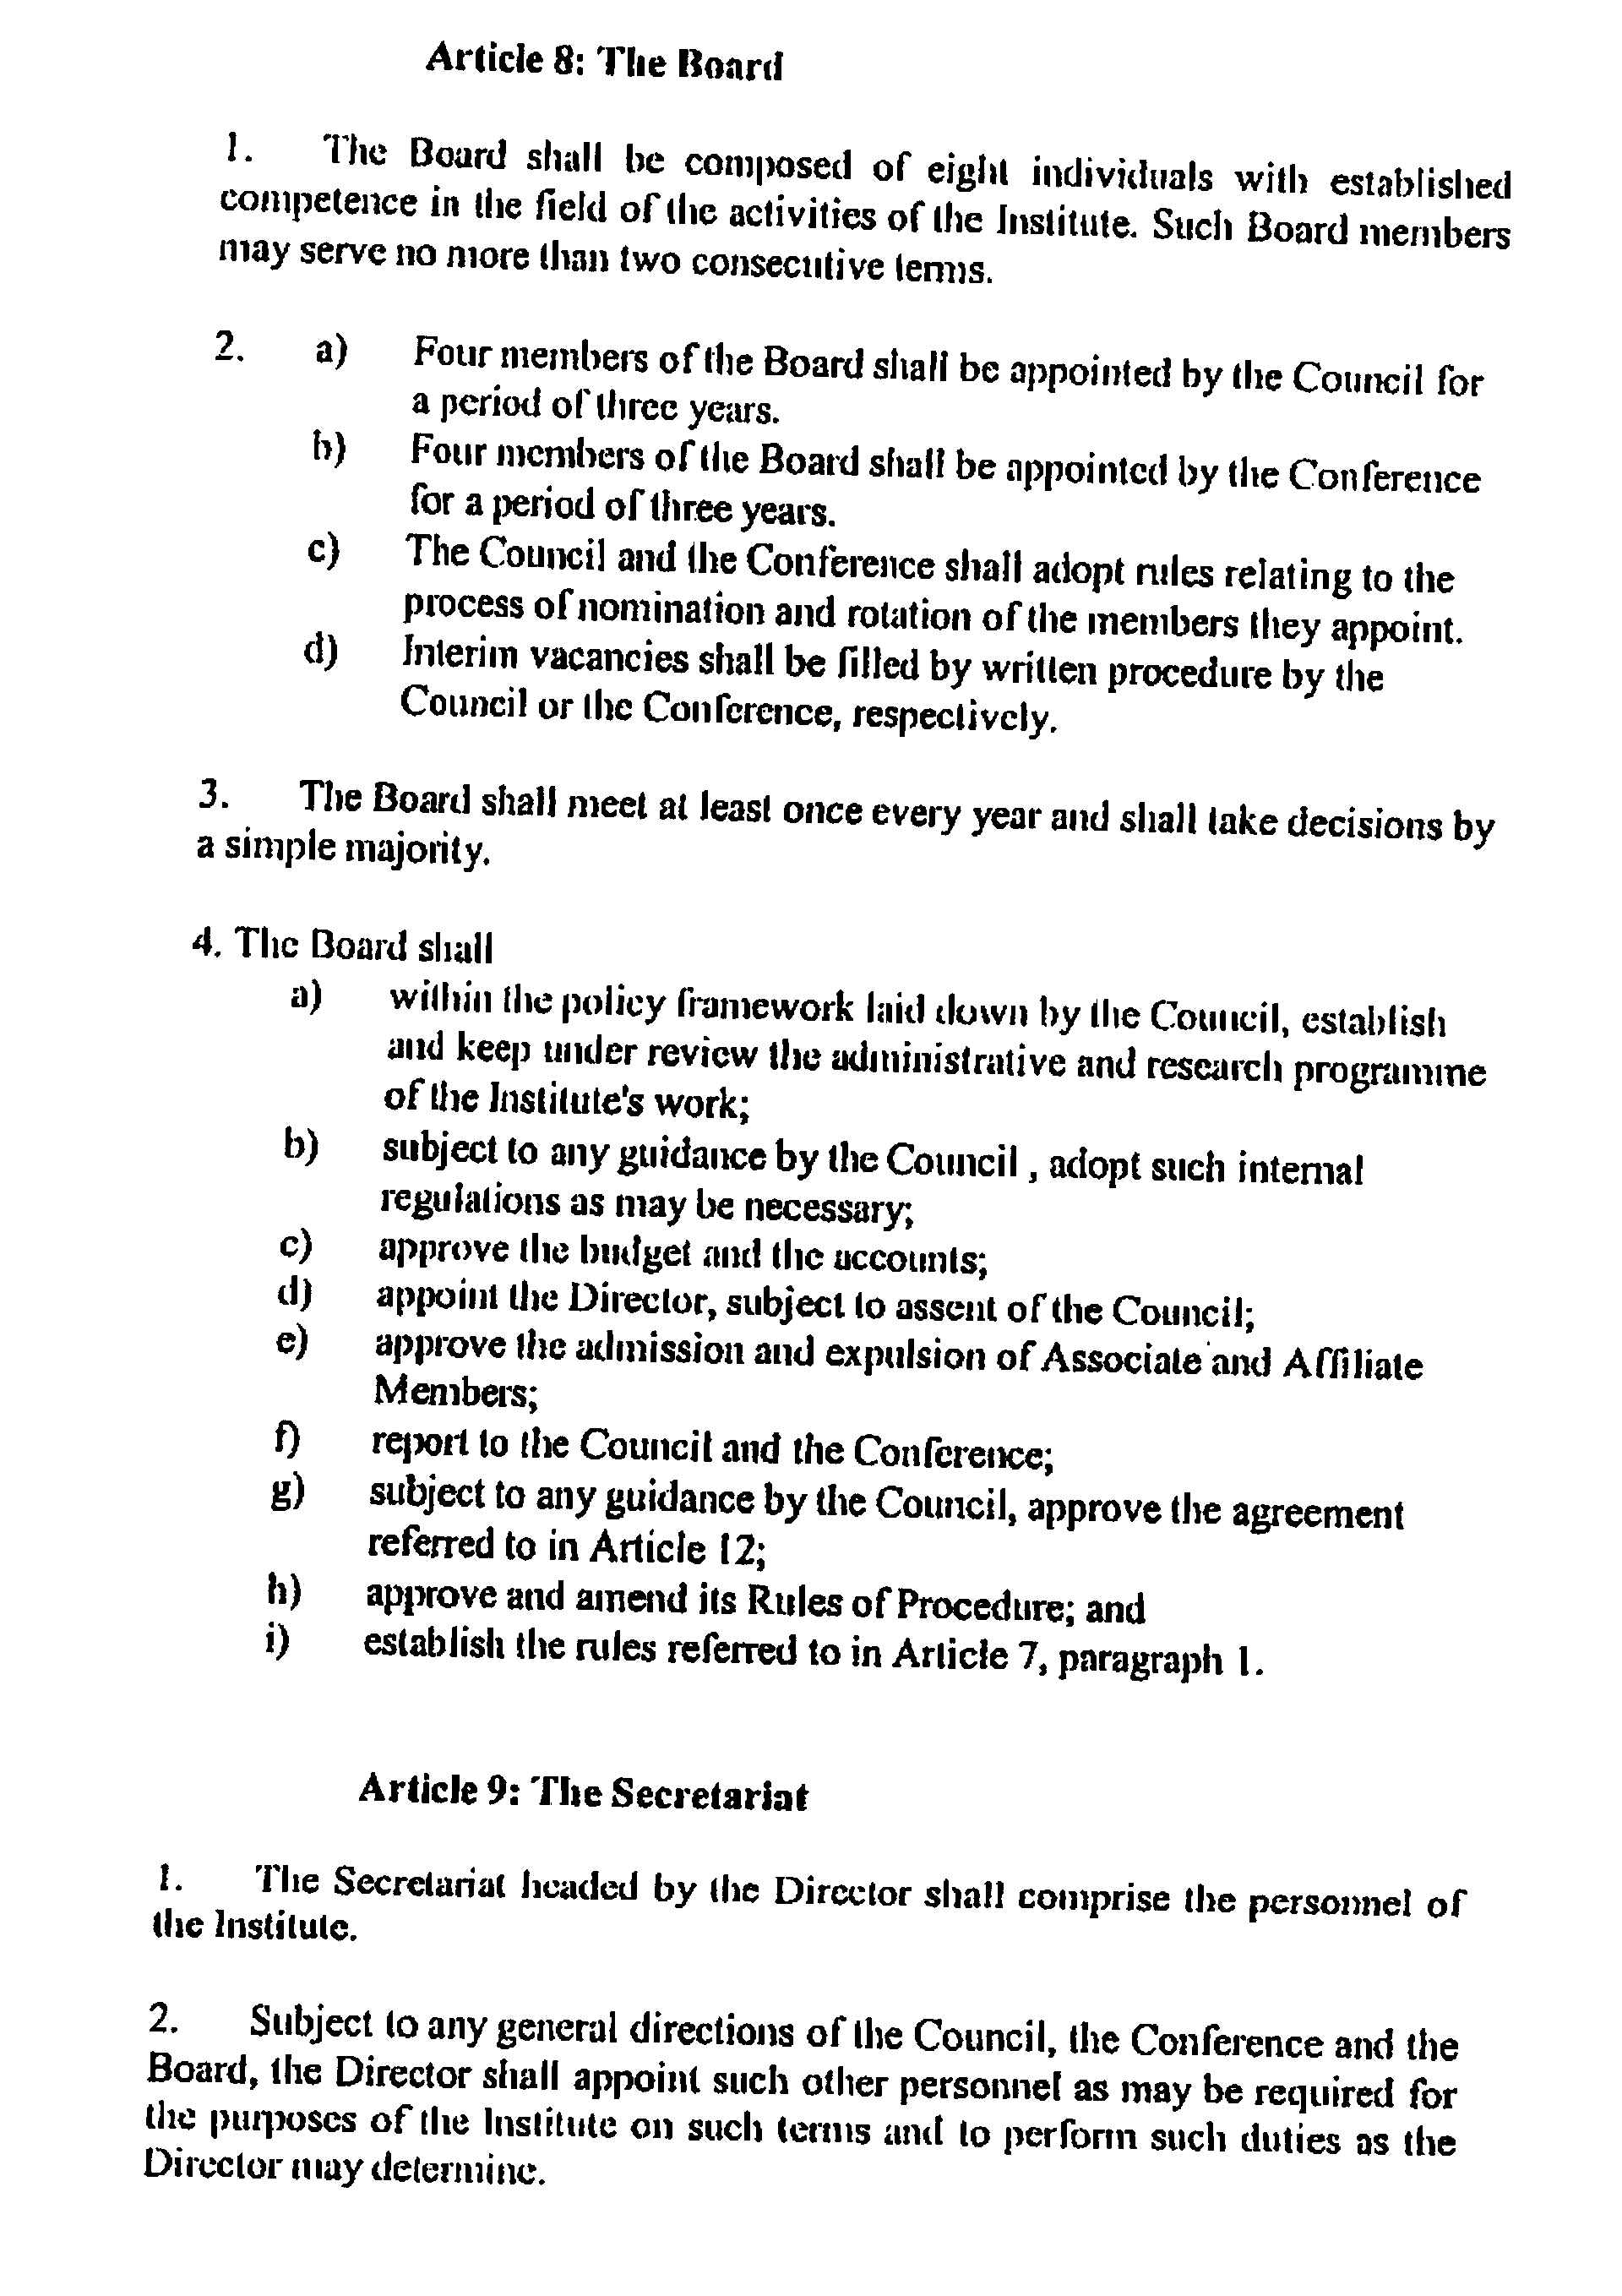 Article 8: The Board
1. The Board shall be composed of eight individuals with established
competence in the field of the activities of the Institute. Such Board members
may serve no more than two consecutive terms.
2. a) Four members of the Board shall be appointed by the Council for
a period of three years.
b) Four members of the Board shall be appointed by the Conference
for a period of three years.
c) The Council and the Conference shall adopt rules relating to the
process of nomination and rotation of the members they appoint.
d) Interim vacancies shall be filled by written procedure by the
Council or the Conference, respectively.
3. The Board shall meet at least once every year and shall take decisions by
a simple majority.
4. The Board shall
a) within the policy framework laid down by the Council, establish
and keep under review the administrative and research programme
of the Institute's work;
b) subject to any guidance by the Council , adopt such internal
regulations as may be necessary;
c) approve the budget and the accounts;
d) appoint the Director, subject to assent of the Council;
e) approve the admission and expulsion of Associate and Affiliate
Members;
f) report to the Council and the Conference;
g) subject to any guidance by the Council, approve the agreement
referred to in Article 12;
h) approve and amend its Rules of Procedure; and
i) establish the rules referred to in Article 7, paragraph 1.
Article 9: The Secretariat
1. The Secretariat headed by the Director shall comprise the personnel of
the Institute.
2. Subject to any general directions of the Council, the Conference and the
Board, the Director shall appoint such other personnel as may be required for
the purposes of the Institute on such terms and to perform such duties as the
Director may determine.